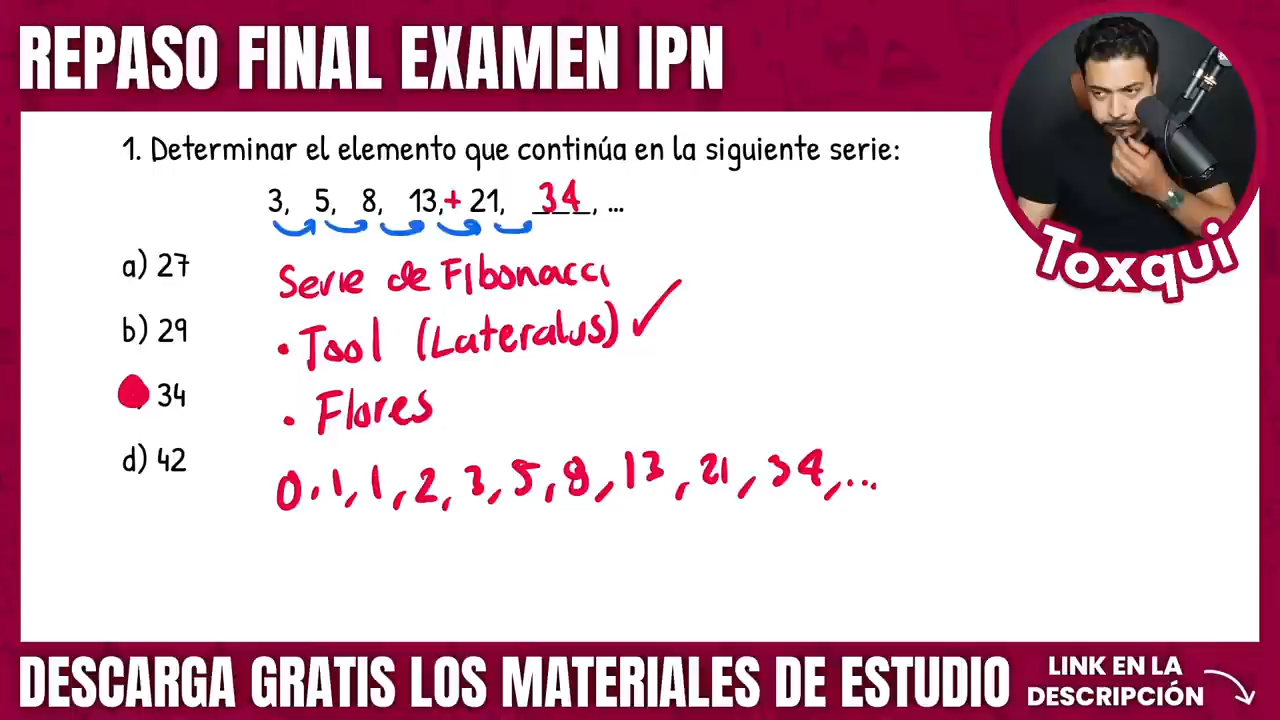 REPASO FINAL EXAMEN IPN
1. Determinar el elemento que continúa en la siguiente serie:
3, 5, 8, 13,+ 21, 34, ...
a) 27
b) 29
34
d) 42
Serie de Fibonacci
• Tool (Lateralus) ✓
• Flores
0,1,1,2,3,5,8,13,21,34,...
Toxqui
DESCARGA GRATIS LOS MATERIALES DE ESTUDIO
LINK EN LA
DESCRIPCIÓN